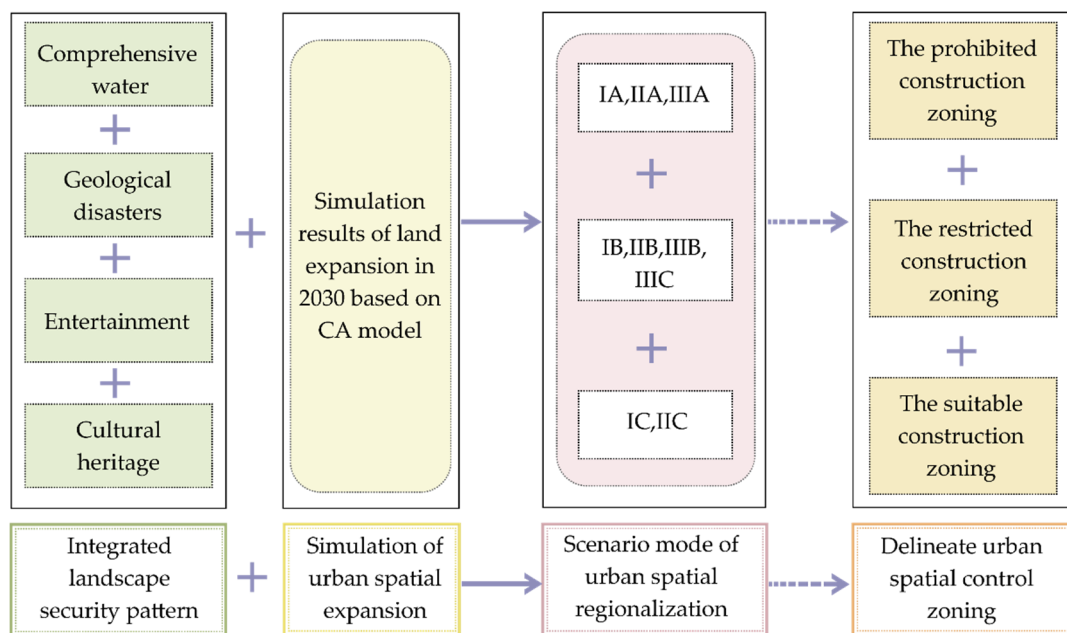 Comprehensive
water
+
Geological
disasters
+
Entertainment
+
Cultural
heritage
+
Simulation
results of land
expansion in
2030 based on
CA model
IA,IIA,IIIA
+
IB,IIB,IIIB,
IIIC
+
IC,IIC
The prohibited
construction
zoning
+
The restricted
construction
zoning
+
The suitable
construction
zoning
Integrated
landscape
security pattern
+
Simulation of
urban spatial
expansion
Scenario mode of
urban spatial
regionalization
Delineate urban
spatial control
zoning